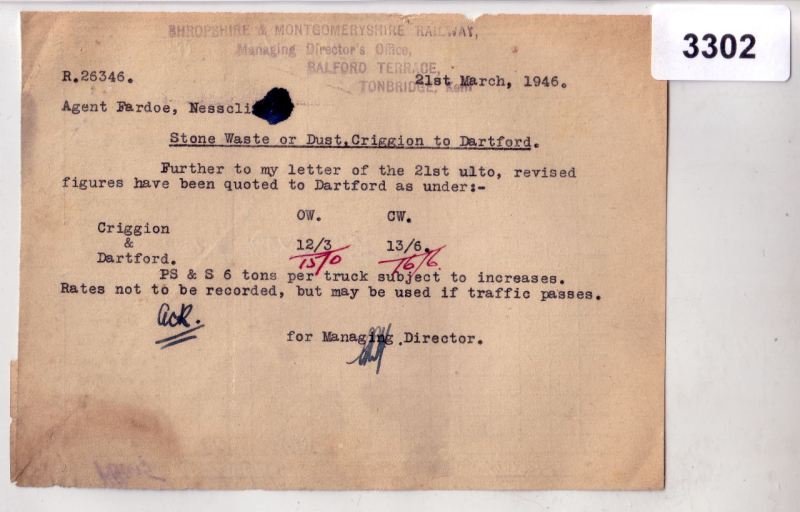 SHROPSHIRE & MONTGOMERYSHIRE RAILWAY,
Managing Director's Office,
SALFORD TERRACE,
TONBRIDGE, Kent
3302
R.26346. 21st March, 1946.
Agent Fardoe, Nesscli
Stone Waste or Dust, Criggion to Dartford.
Further to my letter of the 21st ulto, revised
figures have been quoted to Dartford as under:-
OW. CW.
Criggion
& 12/3 13/6.
Dartford. 15/0 16/6.
PS & S 6 tons per truck subject to increases.
Rates not to be recorded, but may be used if traffic passes.
Ack.
for Managing Director.